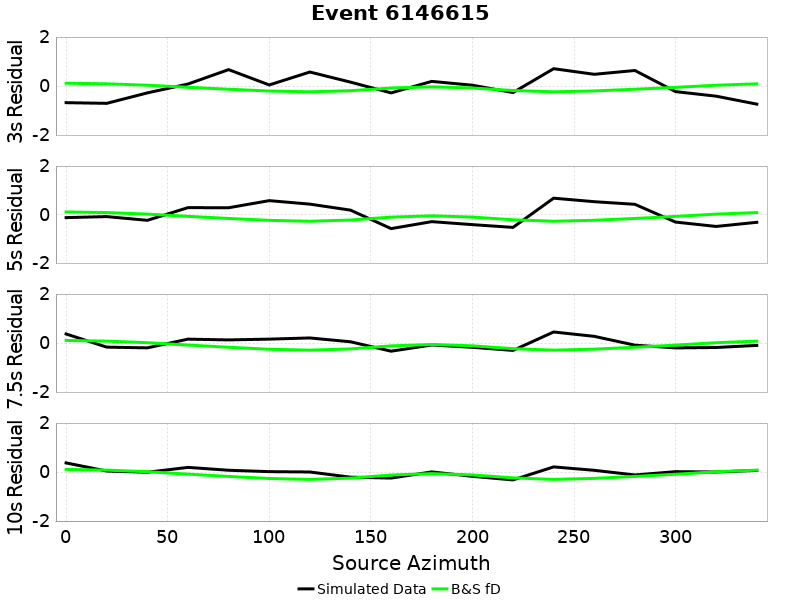 Event 6146615
3s Residual
2
0
-2
5s Residual
2
0
-2
7.5s Residual
2
0
-2
10s Residual
2
0
-2
0 50 100 150 200 250 300
Source Azimuth
Simulated Data B&S fD